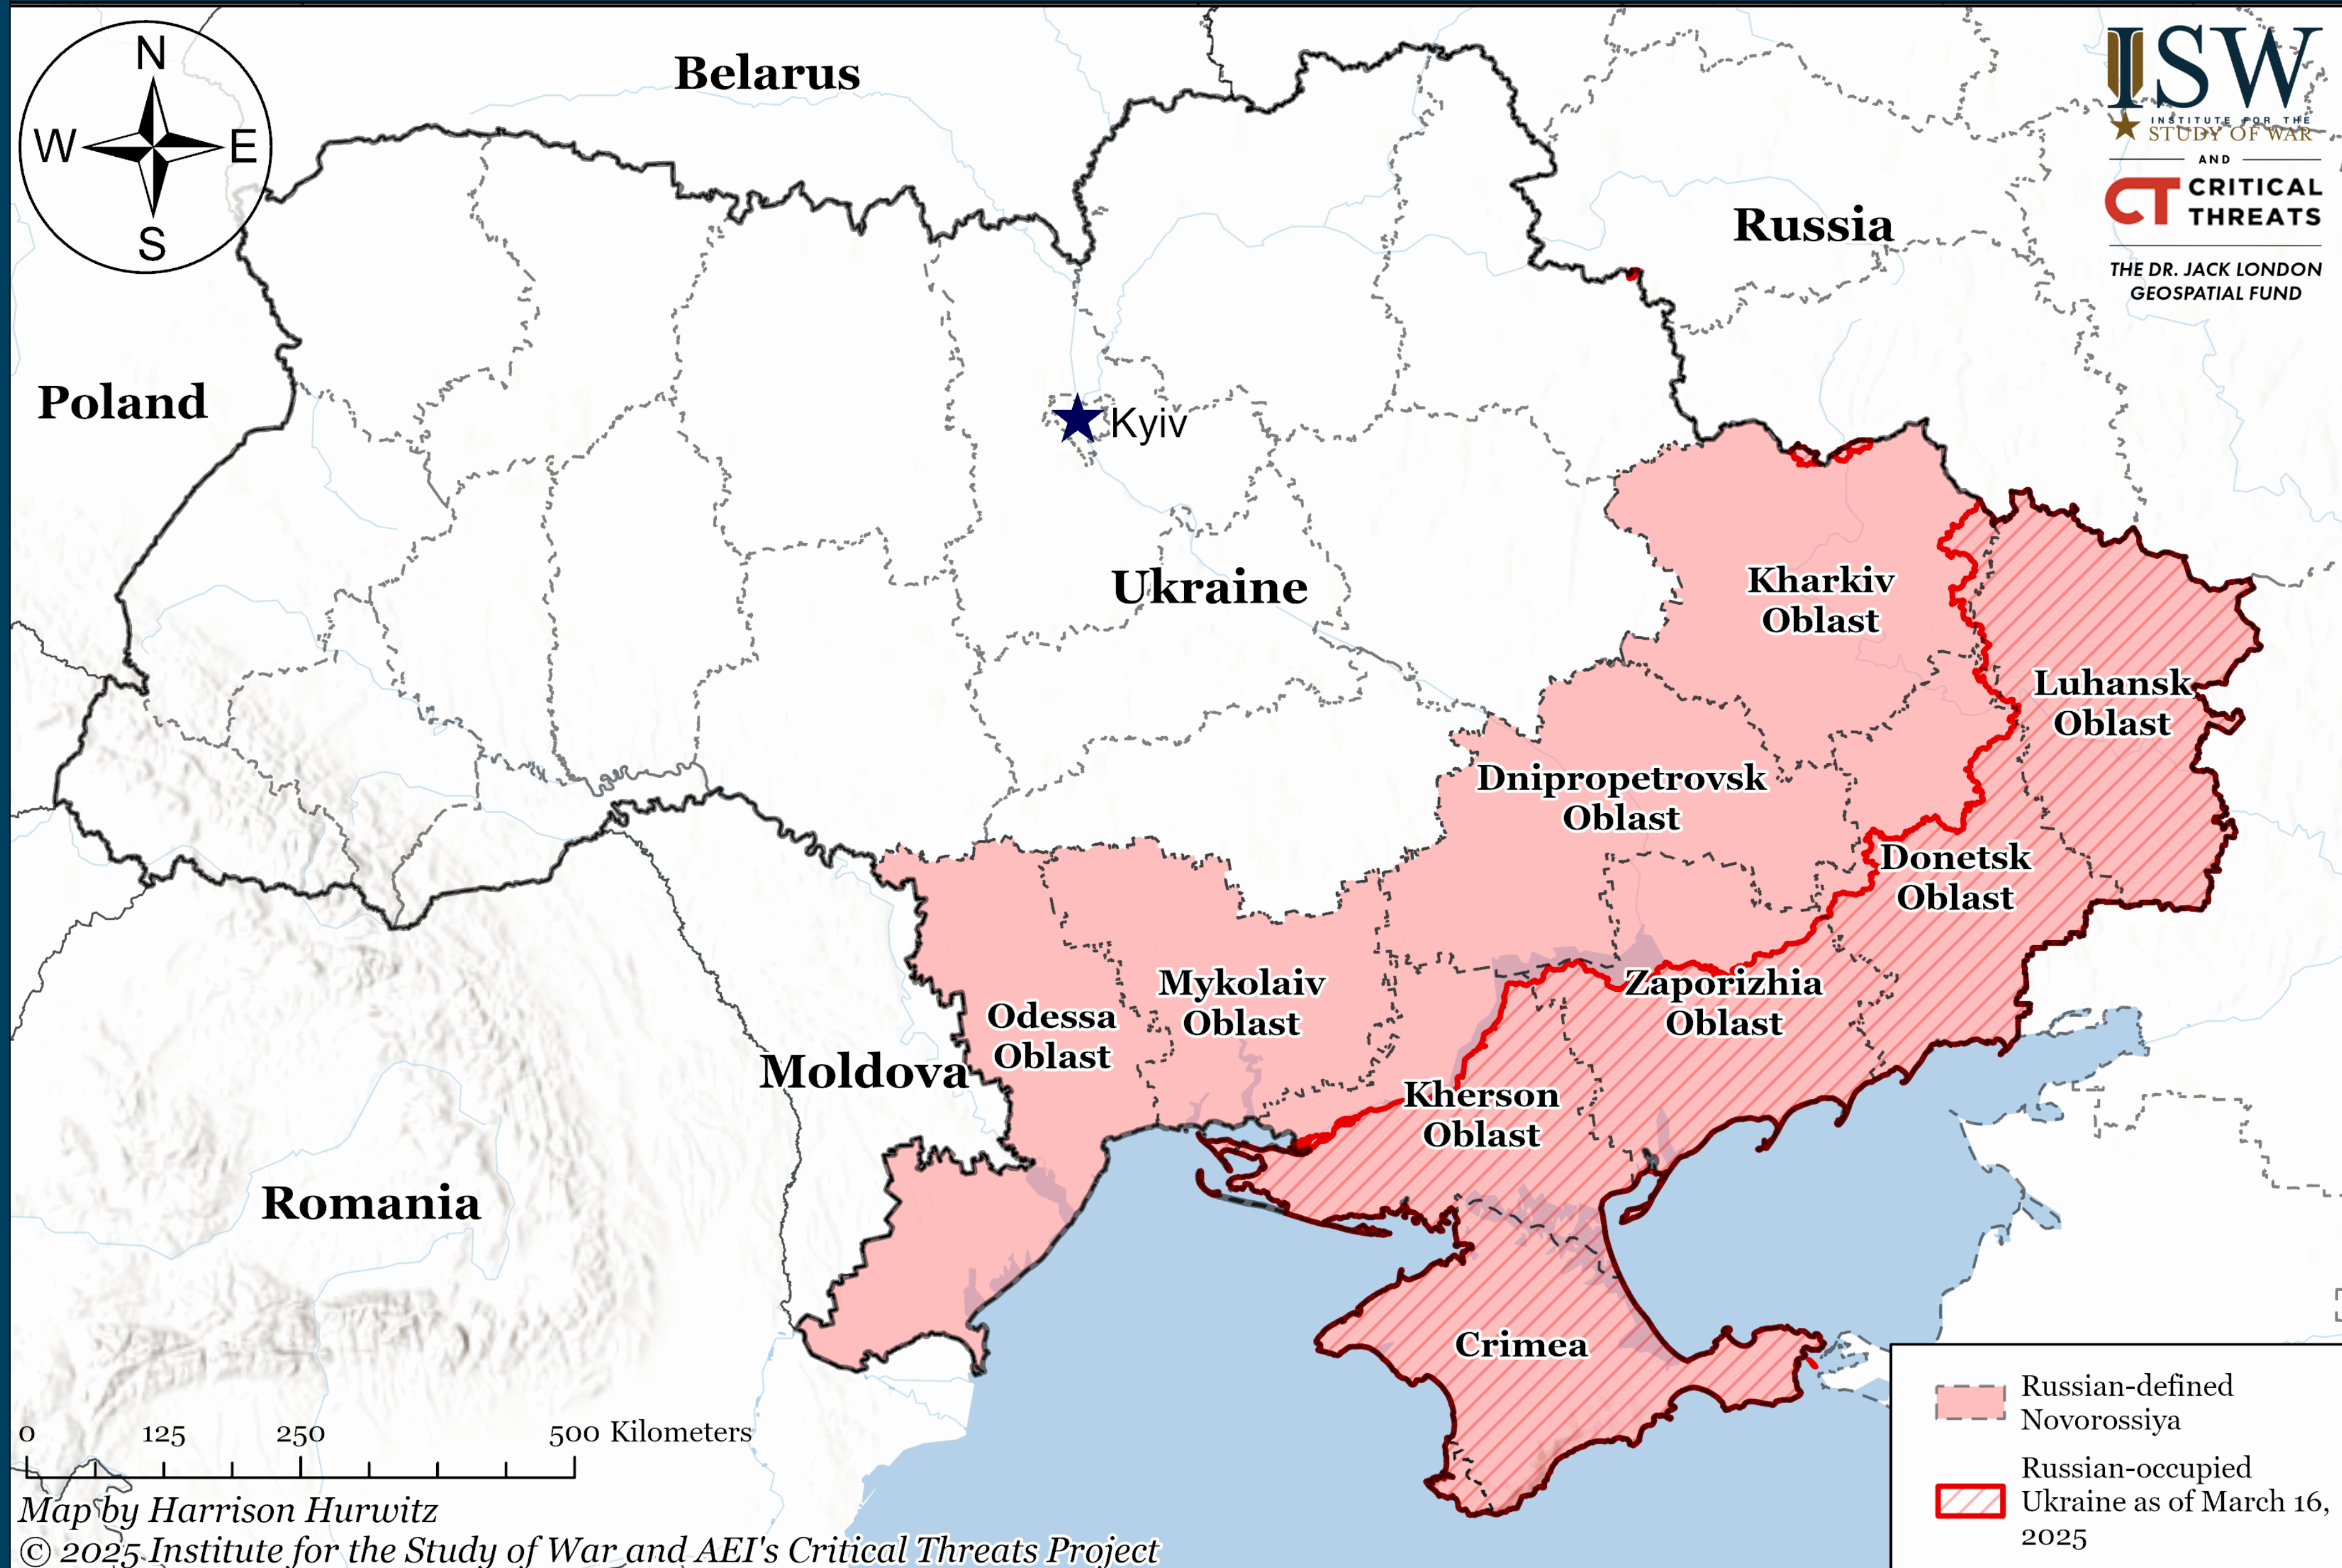 N
W
E
S
Belarus
Russia
Poland
Kyiv
Ukraine
Kharkiv
Oblast
Luhansk
Oblast
Dnipropetrovsk
Oblast
Donetsk
Oblast
Mykolaiv
Oblast
Zaporizhia
Oblast
Odessa
Oblast
Moldova
Kherson
Oblast
Romania
Crimea
ISW
INSTITUTE FOR THE
STUDY OF WAR
AND
CT CRITICAL
THREATS
THE DR. JACK LONDON
GEOSPATIAL FUND
Russian-defined
Novorossiya
Russian-occupied
Ukraine as of March 16,
2025
0 125 250 500 Kilometers
Map by Harrison Hurwitz
© 2025 Institute for the Study of War and AEI's Critical Threats Project